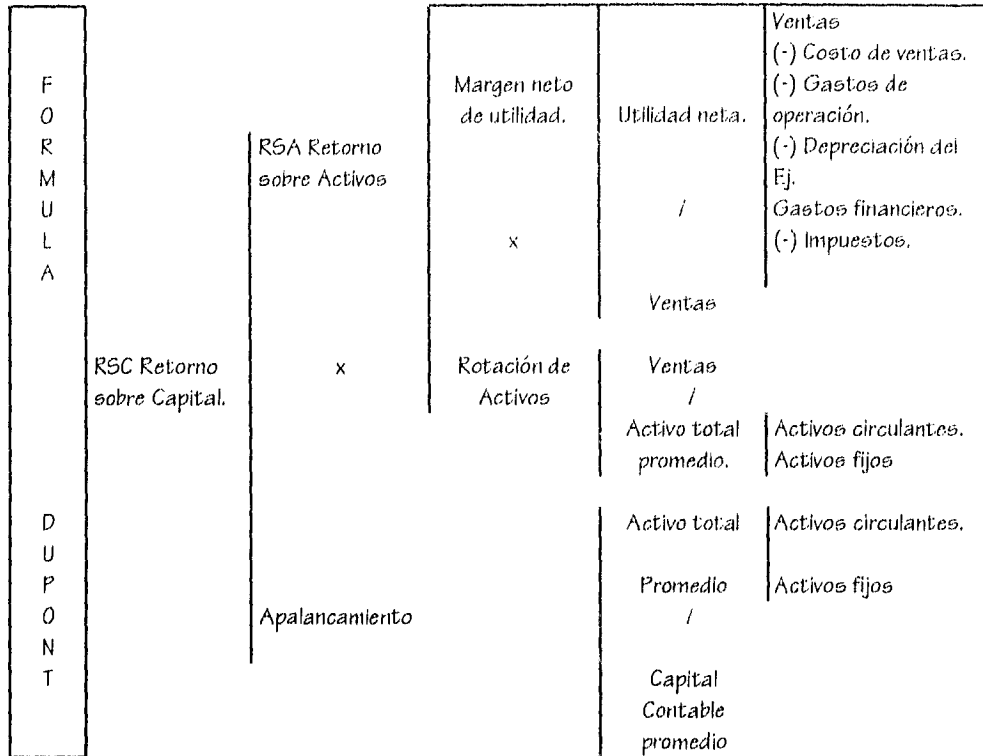 FORMULA
DUPONT
RSC Retorno
sobre Capital.
RSA Retorno
sobre Activos
x
Apalancamiento
Margen neto
de utilidad.
x
Rotación de
Activos
Utilidad neta.
/
Ventas
Ventas
(-) Costo de ventas.
(-) Gastos de
operación.
(-) Depreciación del
Ej.
Gastos financieros.
(-) Impuestos.
Ventas
/
Activo total
promedio.
Activos circulantes.
Activos fijos
Activo total
Promedio
/
Capital
Contable
promedio
Activos circulantes.
Activos fijos